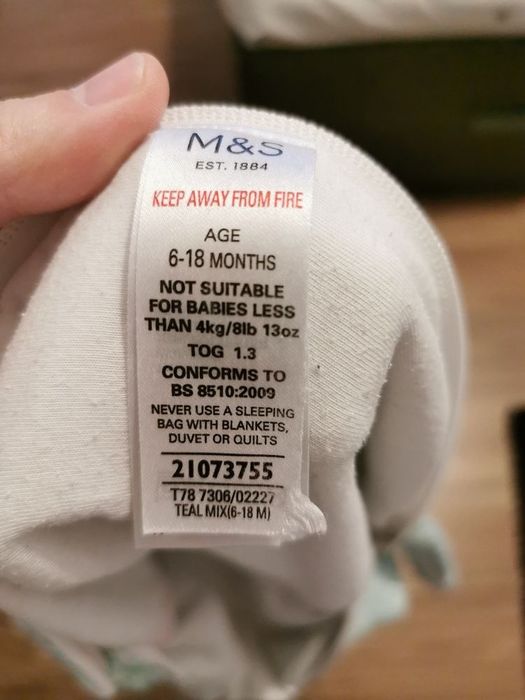 M&S
EST. 1884
KEEP AWAY FROM FIRE
AGE
6-18 MONTHS
NOT SUITABLE
FOR BABIES LESS
THAN 4kg/8lb 13oz
TOG 1.3
CONFORMS TO
BS 8510:2009
NEVER USE A SLEEPING
BAG WITH BLANKETS,
DUVET OR QUILTS
21073755
T78 7306/02227
TEAL MIX(6-18 M)